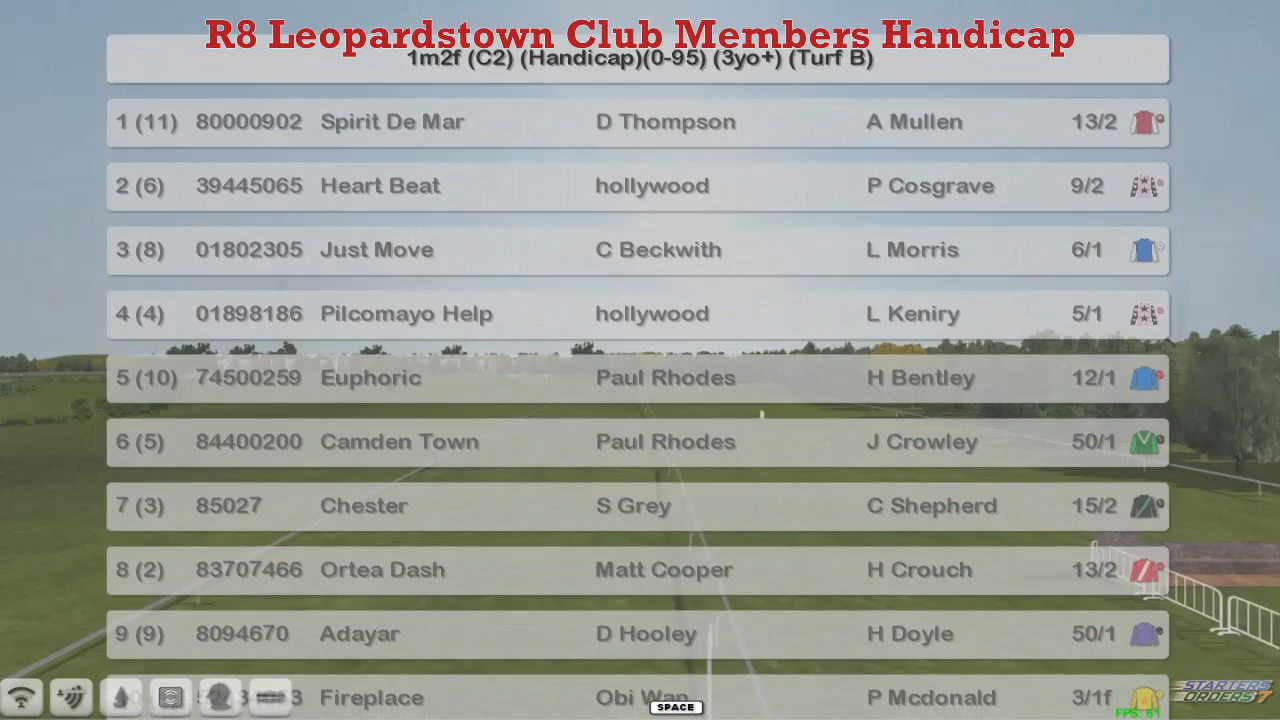 R8 Leopardstown Club Members Handicap
1m2f (C2) (Handicap)(0-95) (3yo+) (Turf B)
1 (11) 80000902 Spirit De Mar D Thompson A Mullen 13/2
2 (6) 39445065 Heart Beat hollywood P Cosgrave 9/2
3 (8) 01802305 Just Move C Beckwith L Morris 6/1
4 (4) 01898186 Pilcomayo Help hollywood L Keniry 5/1
5 (10) 74500259 Euphoric Paul Rhodes H Bentley 12/1
6 (5) 84400200 Camden Town Paul Rhodes J Crowley 50/1
7 (3) 85027 Chester S Grey C Shepherd 15/2
8 (2) 83707466 Ortea Dash Matt Cooper H Crouch 13/2
9 (9) 8094670 Adayar D Hooley H Doyle 50/1
Fireplace Obi Wan P Mcdonald 3/1f
SPACE
STARTERS ORDERS 7
FPS: 61